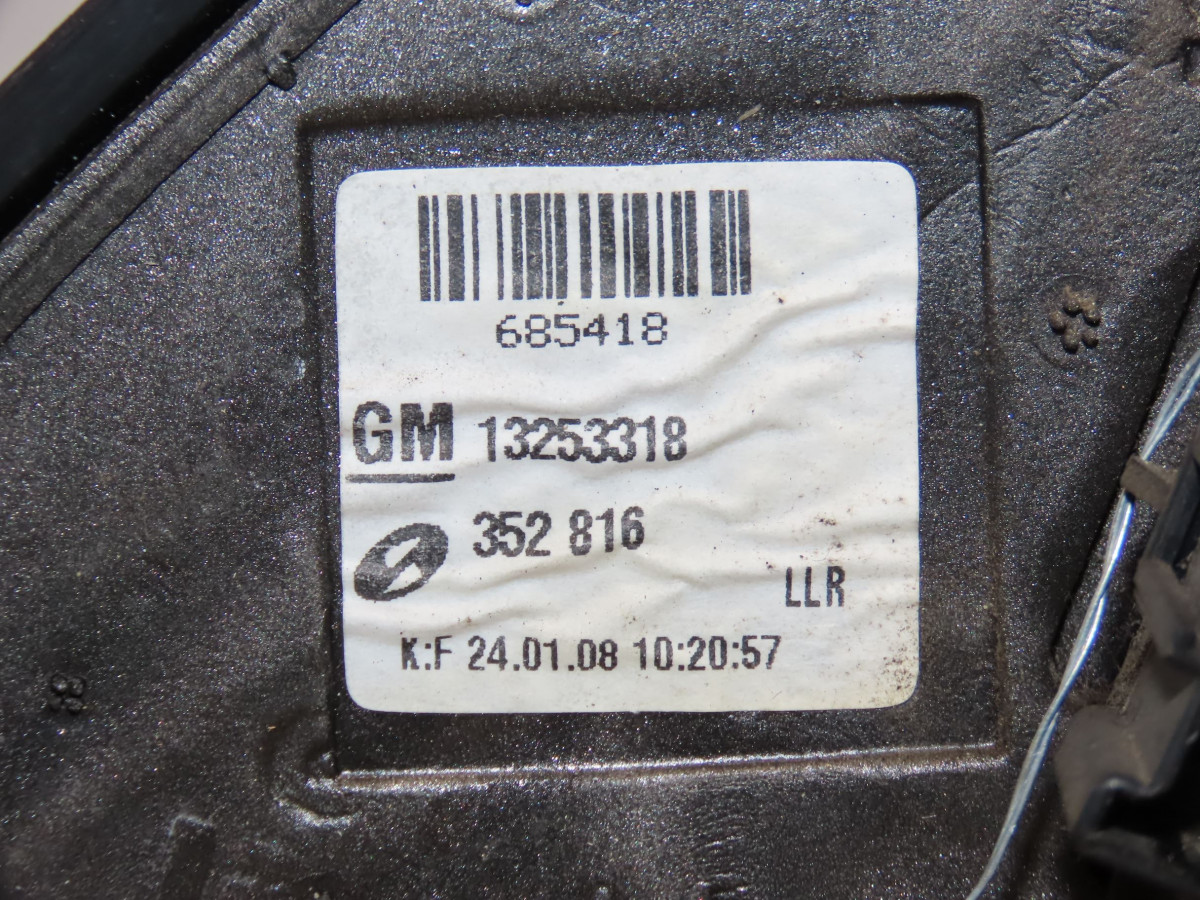 685418
GM 13253318
352 816
LLR
K:F 24.01.08 10:20:57